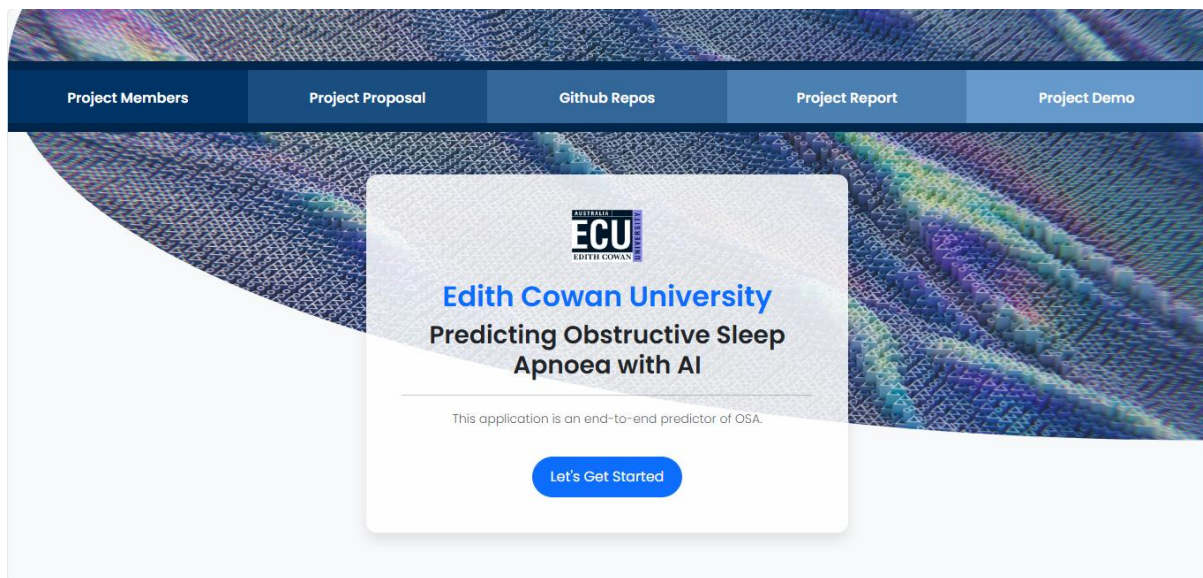 Project Members
Project Proposal
Github Repos
Project Report
Project Demo
AUSTRALIA
ECU
EDITH COWAN
UNIVERSITY
Edith Cowan University
Predicting Obstructive Sleep
Apnoea with AI
This application is an end-to-end predictor of OSA.
Let's Get Started